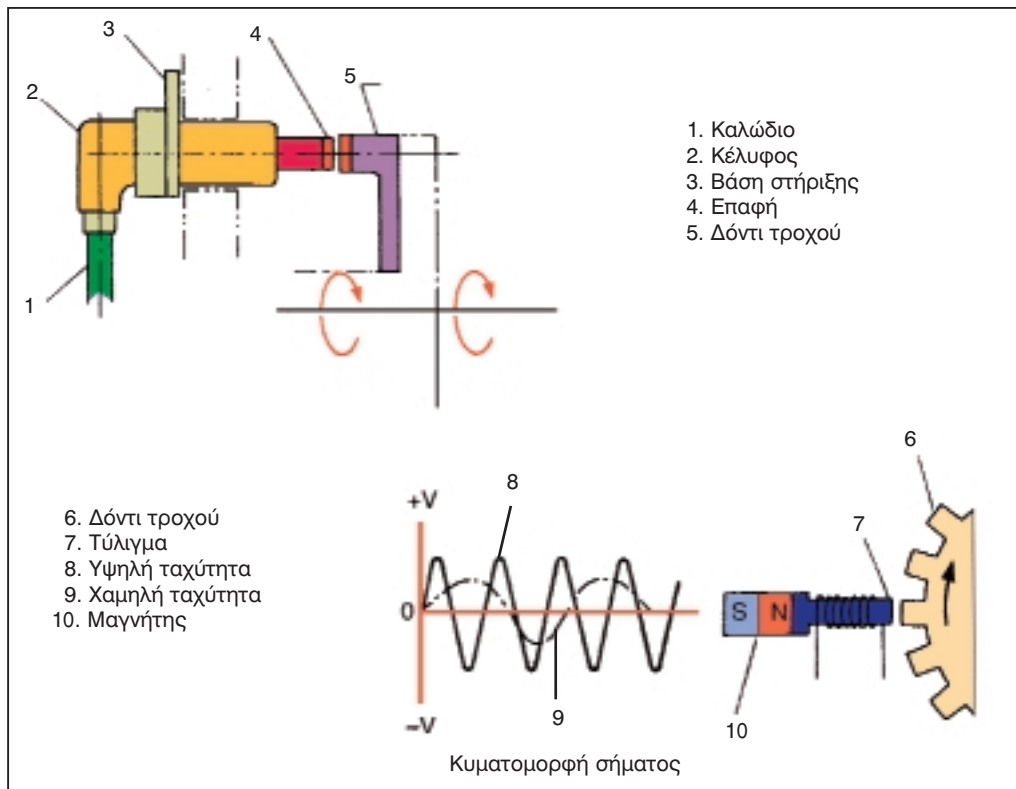 3
4
5
2
1
1. Καλώδιο
2. Κέλυφος
3. Βάση στήριξης
4. Επαφή
5. Δόντι τροχού
6. Δόντι τροχού
7. Τύλιγμα
8. Υψηλή ταχύτητα
9. Χαμηλή ταχύτητα
10. Μαγνήτης
+V
0
–V
8
9
6
7
S N
10
Κυματομορφή σήματος